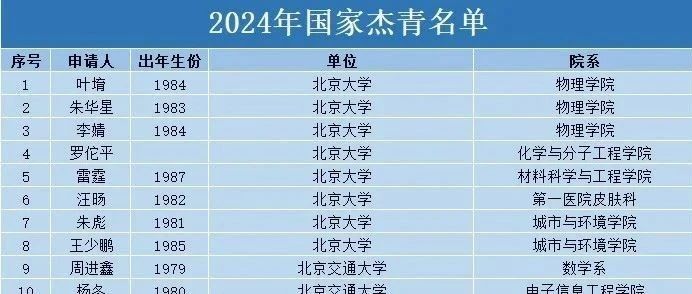 2024年国家杰青名单
序号 申请人 出年生份 单位 院系
1 叶堉 1984 北京大学 物理学院
2 朱华星 1983 北京大学 物理学院
3 李婧 1984 北京大学 物理学院
4 罗佗平 北京大学 化学与分子工程学院
5 雷霆 1987 北京大学 材料科学与工程学院
6 汪旸 1982 北京大学 第一医院皮肤科
7 朱彪 1981 北京大学 城市与环境学院
8 王少鹏 1985 北京大学 城市与环境学院
9 周进鑫 1979 北京交通大学 数学系
10 杨冬 1980 北京交通大学 电子信息工程学院